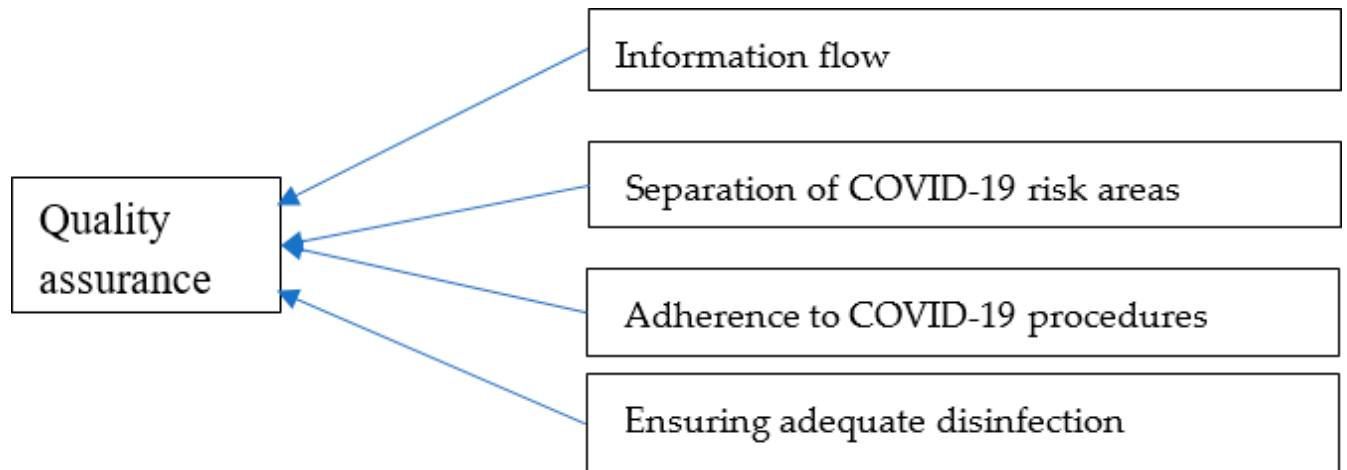 Information flow
Separation of COVID-19 risk areas
Quality
assurance
Adherence to COVID-19 procedures
Ensuring adequate disinfection